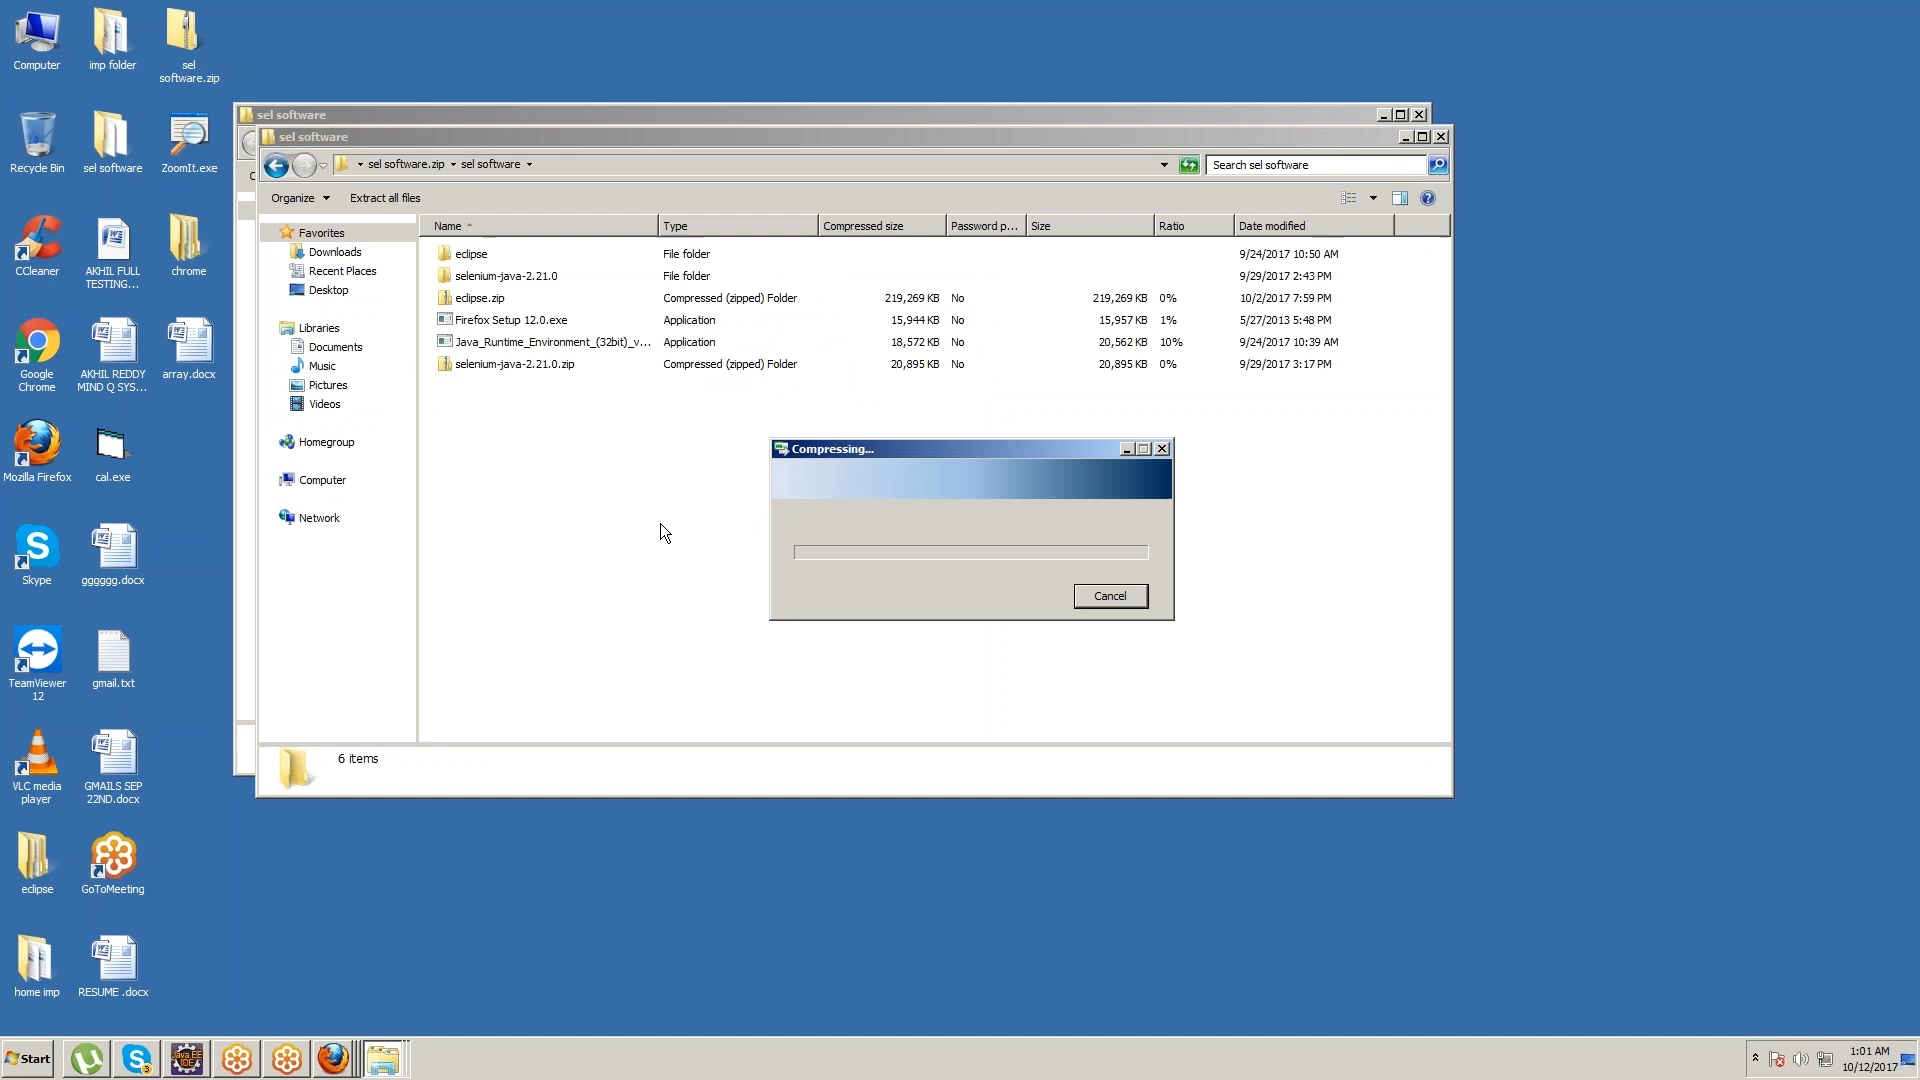 Computer
imp folder
sel
software.zip
Recycle Bin
sel software
ZoomIt.exe
CCleaner
AKHIL FULL
TESTING...
chrome
Google
Chrome
AKHIL REDDY
MIND Q SYS...
array.docx
Mozilla Firefox
cal.exe
Skype
gggggg.docx
TeamViewer
12
gmail.txt
VLC media
player
GMAILS SEP
22ND.docx
eclipse
GoToMeeting
home imp
RESUME .docx
sel software
sel software
sel software.zip
sel software
Search sel software
Organize
Extract all files
Favorites
Downloads
Recent Places
Desktop
Libraries
Documents
Music
Pictures
Videos
Homegroup
Computer
Network
Name Type Compressed size Password p... Size Ratio Date modified
eclipse File folder 9/24/2017 10:50 AM
selenium-java-2.21.0 File folder 9/29/2017 2:43 PM
eclipse.zip Compressed (zipped) Folder 219,269 KB No 219,269 KB 0% 10/2/2017 7:59 PM
Firefox Setup 12.0.exe Application 15,944 KB No 15,957 KB 1% 5/27/2013 5:48 PM
Java_Runtime_Environment_(32bit)_v... Application 18,572 KB No 20,562 KB 10% 9/24/2017 10:39 AM
selenium-java-2.21.0.zip Compressed (zipped) Folder 20,895 KB No 20,895 KB 0% 9/29/2017 3:17 PM
Compressing...
Cancel
6 items
Start
Java EE
IDE
3
1:01 AM
10/12/2017